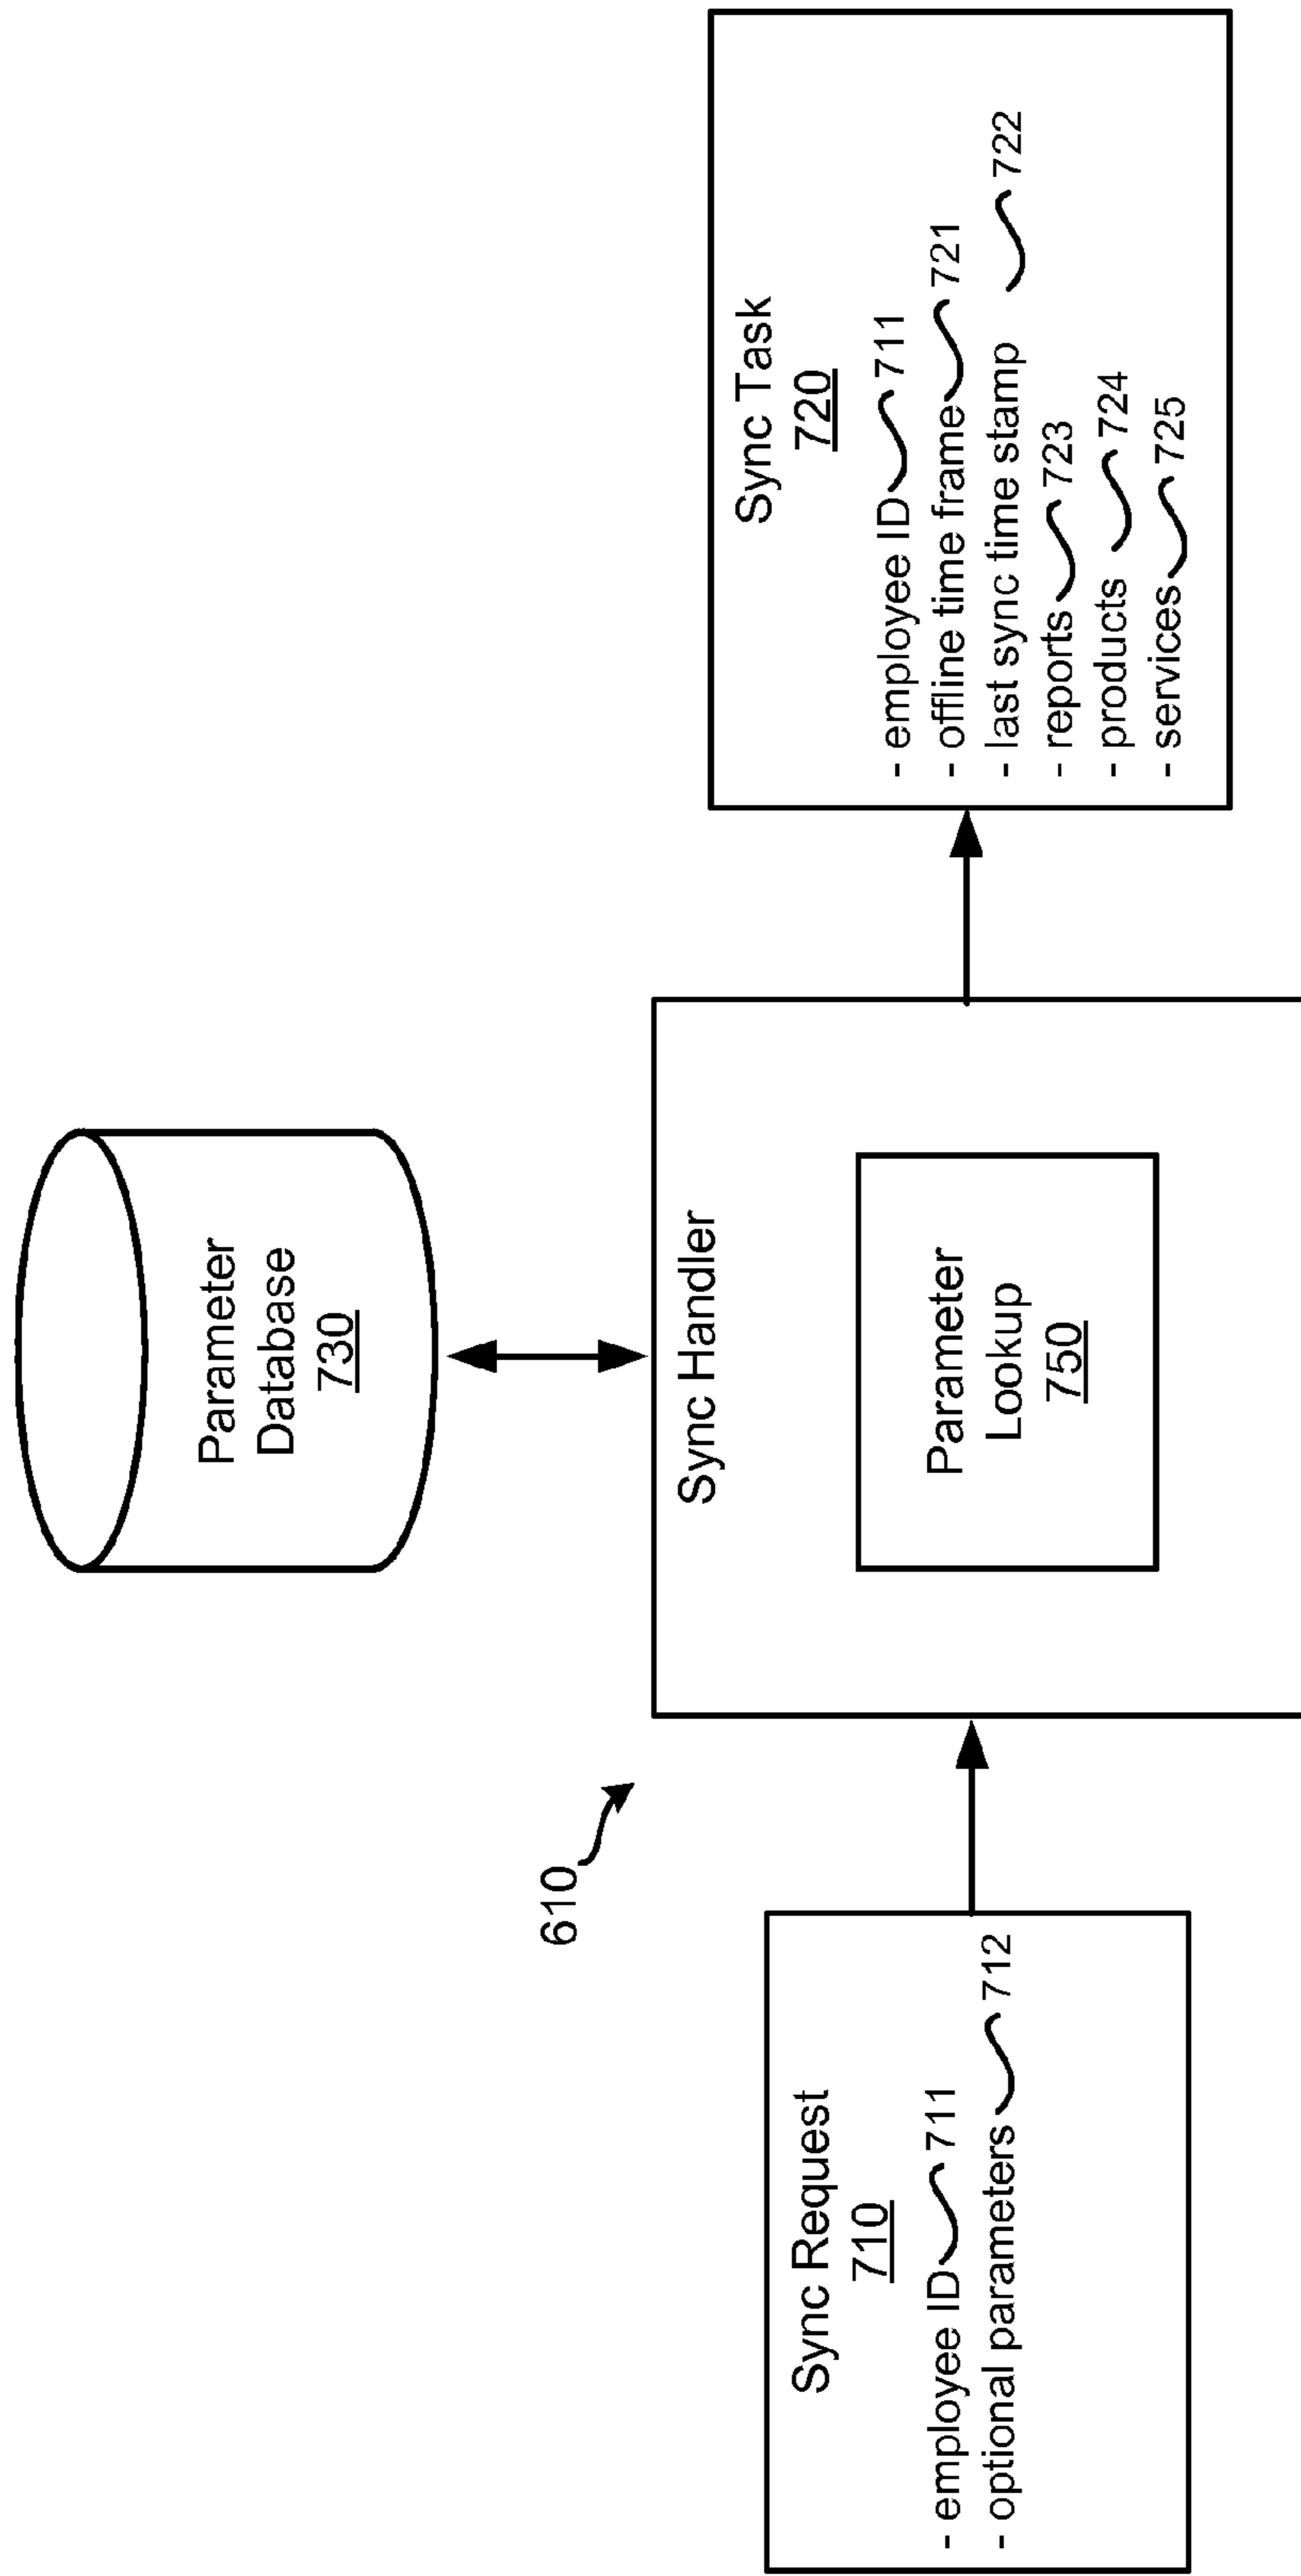 Parameter
Database
730
610
Sync Request
710
- employee ID 711
- optional parameters 712
Sync Handler
Parameter
Lookup
750
Sync Task
720
- employee ID 711
- offline time frame 721
- last sync time stamp 722
- reports 723
- products 724
- services 725